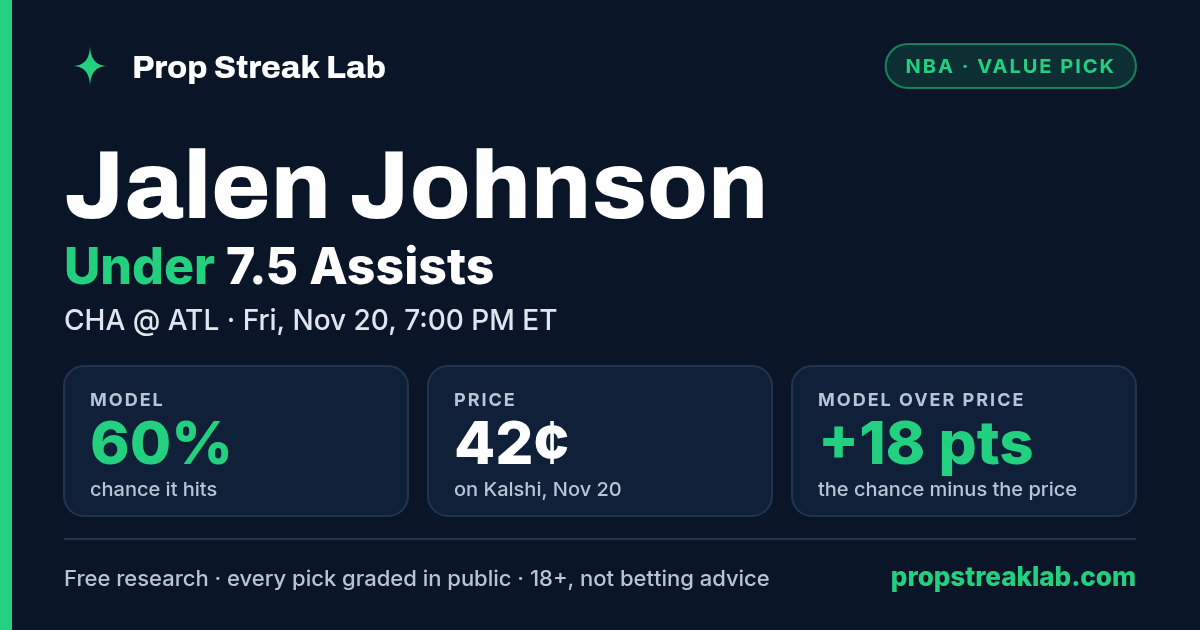 Prop Streak Lab
NBA · VALUE PICK
Jalen Johnson
Under 7.5 Assists
CHA @ ATL · Fri, Nov 20, 7:00 PM ET
MODEL
60%
chance it hits
PRICE
42¢
on Kalshi, Nov 20
MODEL OVER PRICE
+18 pts
the chance minus the price
Free research · every pick graded in public · 18+, not betting advice
propstreaklab.com